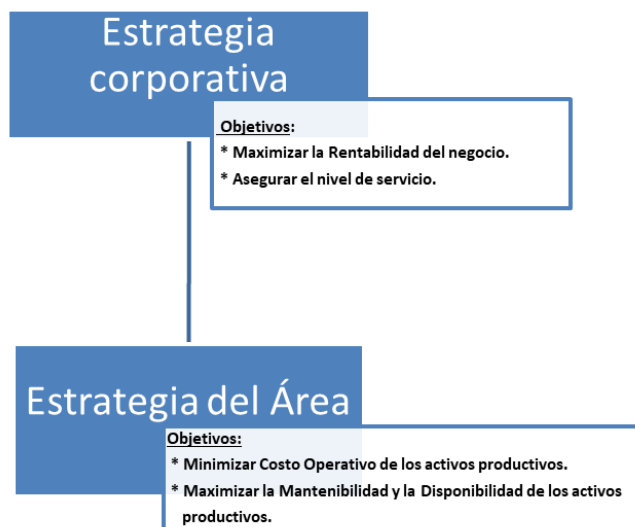 Estrategia
corporativa
Objetivos:
* Maximizar la Rentabilidad del negocio.
* Asegurar el nivel de servicio.
Estrategia del Área
Objetivos:
* Minimizar Costo Operativo de los activos productivos.
* Maximizar la Mantenibilidad y la Disponibilidad de los activos
productivos.